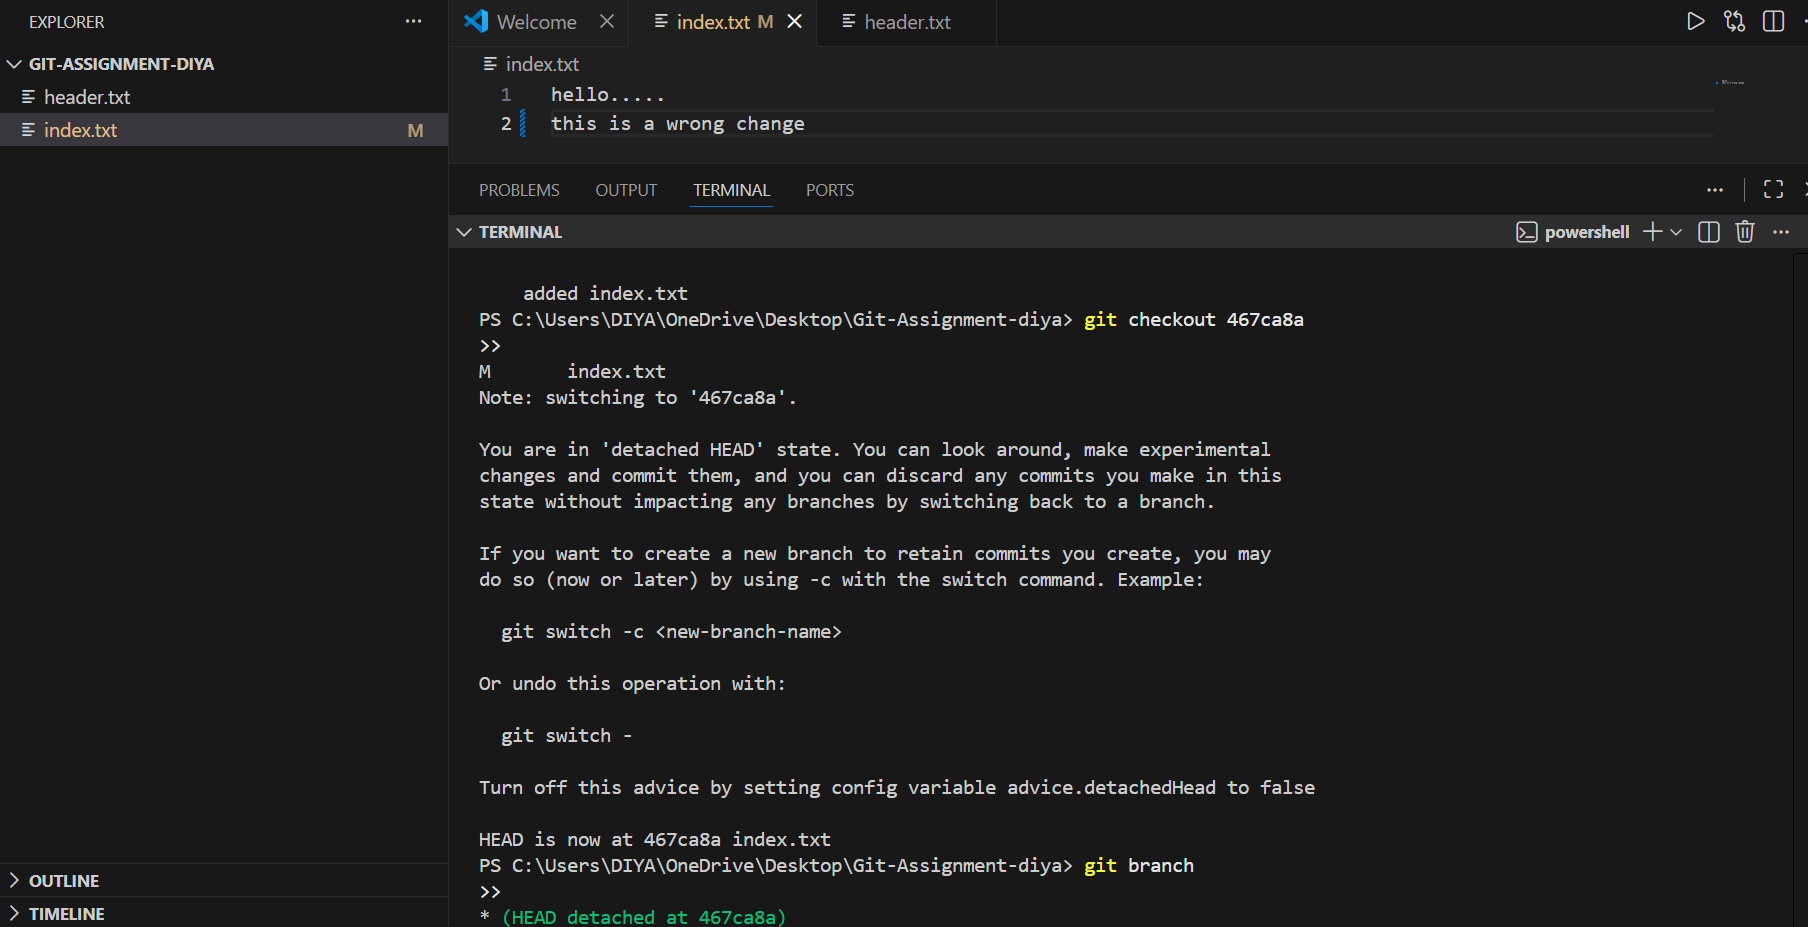 EXPLORER ...
Welcome
index.txt M
header.txt
GIT-ASSIGNMENT-DIYA
header.txt
index.txt M
index.txt
1 hello.....
2 this is a wrong change
PROBLEMS OUTPUT TERMINAL PORTS
TERMINAL
powershell
added index.txt
PS C:\Users\DIYA\OneDrive\Desktop\Git-Assignment-diya> git checkout 467ca8a
>>
M index.txt
Note: switching to '467ca8a'.
You are in 'detached HEAD' state. You can look around, make experimental
changes and commit them, and you can discard any commits you make in this
state without impacting any branches by switching back to a branch.
If you want to create a new branch to retain commits you create, you may
do so (now or later) by using -c with the switch command. Example:
git switch -c <new-branch-name>
Or undo this operation with:
git switch -
Turn off this advice by setting config variable advice.detachedHead to false
HEAD is now at 467ca8a index.txt
PS C:\Users\DIYA\OneDrive\Desktop\Git-Assignment-diya> git branch
>>
* (HEAD detached at 467ca8a)
OUTLINE
TIMELINE